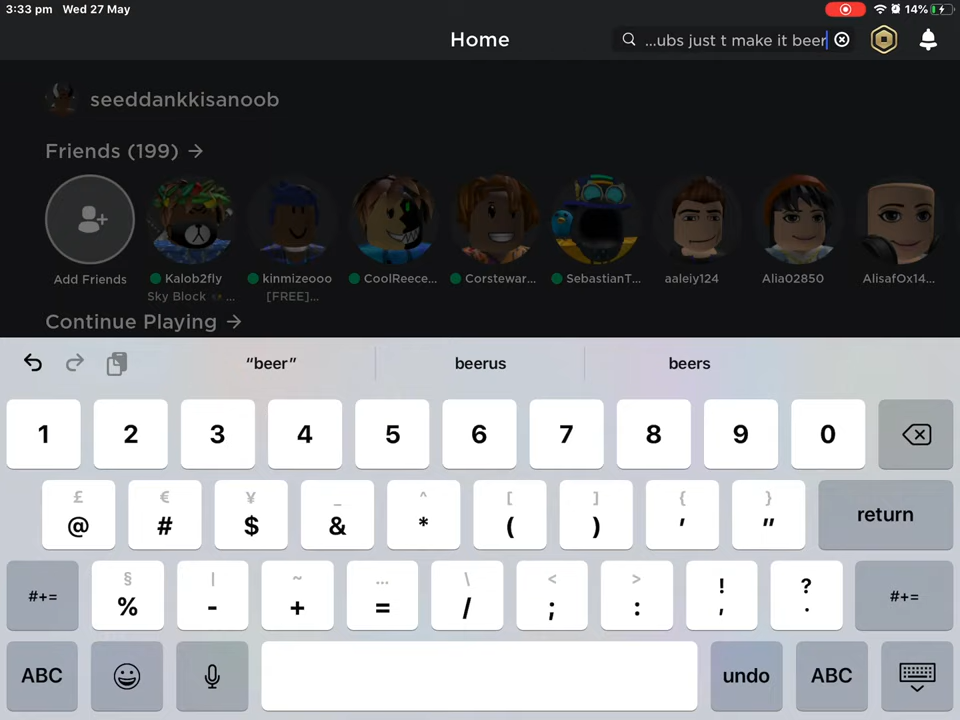 3:33 pm Wed 27 May 14%
Home
...ubs just t make it beer
seeddankkisanoob
Friends (199) →
Add Friends
Kalob2fly
Sky Block ...
kinmizeooo
[FREE]...
CoolReece...
Corstewar...
SebastianT...
aaleiy124
Alia02850
AlisafOx14...
Continue Playing →
“beer” beerus beers
1 2 3 4 5 6 7 8 9 0
£ € ¥ _ ^ [ ] { }
@ # $ & * ( ) ' " return
§ | ~ … \ < > ! ?
#+= % - + = / ; : , . #+=
ABC undo ABC